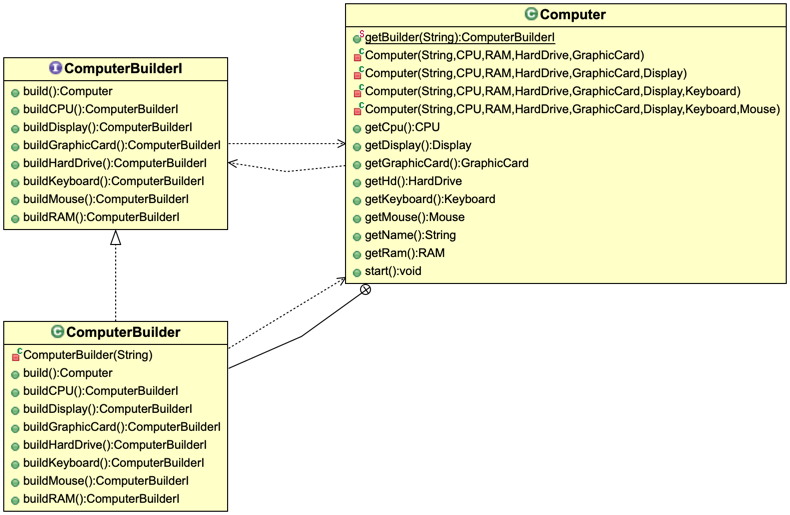 I ComputerBuilderI
build():Computer
buildCPU():ComputerBuilderI
buildDisplay():ComputerBuilderI
buildGraphicCard():ComputerBuilderI
buildHardDrive():ComputerBuilderI
buildKeyboard():ComputerBuilderI
buildMouse():ComputerBuilderI
buildRAM():ComputerBuilderI
C Computer
S getBuilder(String):ComputerBuilderI
C Computer(String,CPU,RAM,HardDrive,GraphicCard)
C Computer(String,CPU,RAM,HardDrive,GraphicCard,Display)
C Computer(String,CPU,RAM,HardDrive,GraphicCard,Display,Keyboard)
C Computer(String,CPU,RAM,HardDrive,GraphicCard,Display,Keyboard,Mouse)
getCpu():CPU
getDisplay():Display
getGraphicCard():GraphicCard
getHd():HardDrive
getKeyboard():Keyboard
getMouse():Mouse
getName():String
getRam():RAM
start():void
C ComputerBuilder
C ComputerBuilder(String)
build():Computer
buildCPU():ComputerBuilderI
buildDisplay():ComputerBuilderI
buildGraphicCard():ComputerBuilderI
buildHardDrive():ComputerBuilderI
buildKeyboard():ComputerBuilderI
buildMouse():ComputerBuilderI
buildRAM():ComputerBuilderI